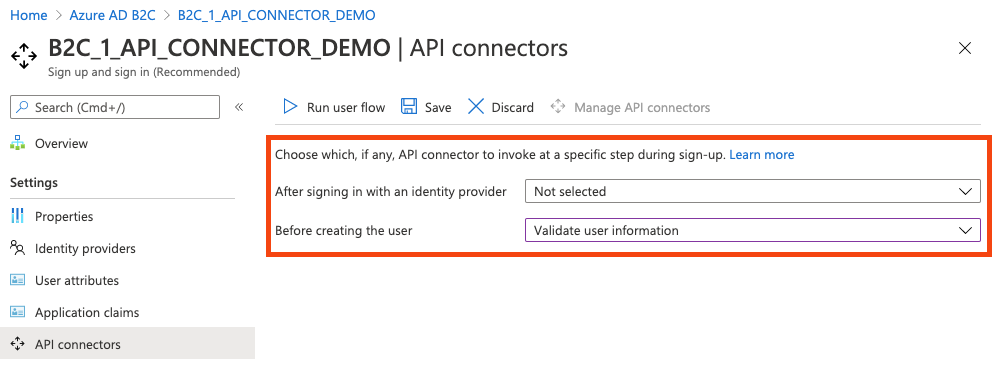 Home > Azure AD B2C > B2C_1_API_CONNECTOR_DEMO
B2C_1_API_CONNECTOR_DEMO | API connectors
Sign up and sign in (Recommended)
Search (Cmd+/)
«
Run user flow
Save
Discard
Manage API connectors
Overview
Settings
Properties
Identity providers
User attributes
Application claims
API connectors
Choose which, if any, API connector to invoke at a specific step during sign-up. Learn more
After signing in with an identity provider
Not selected
Before creating the user
Validate user information